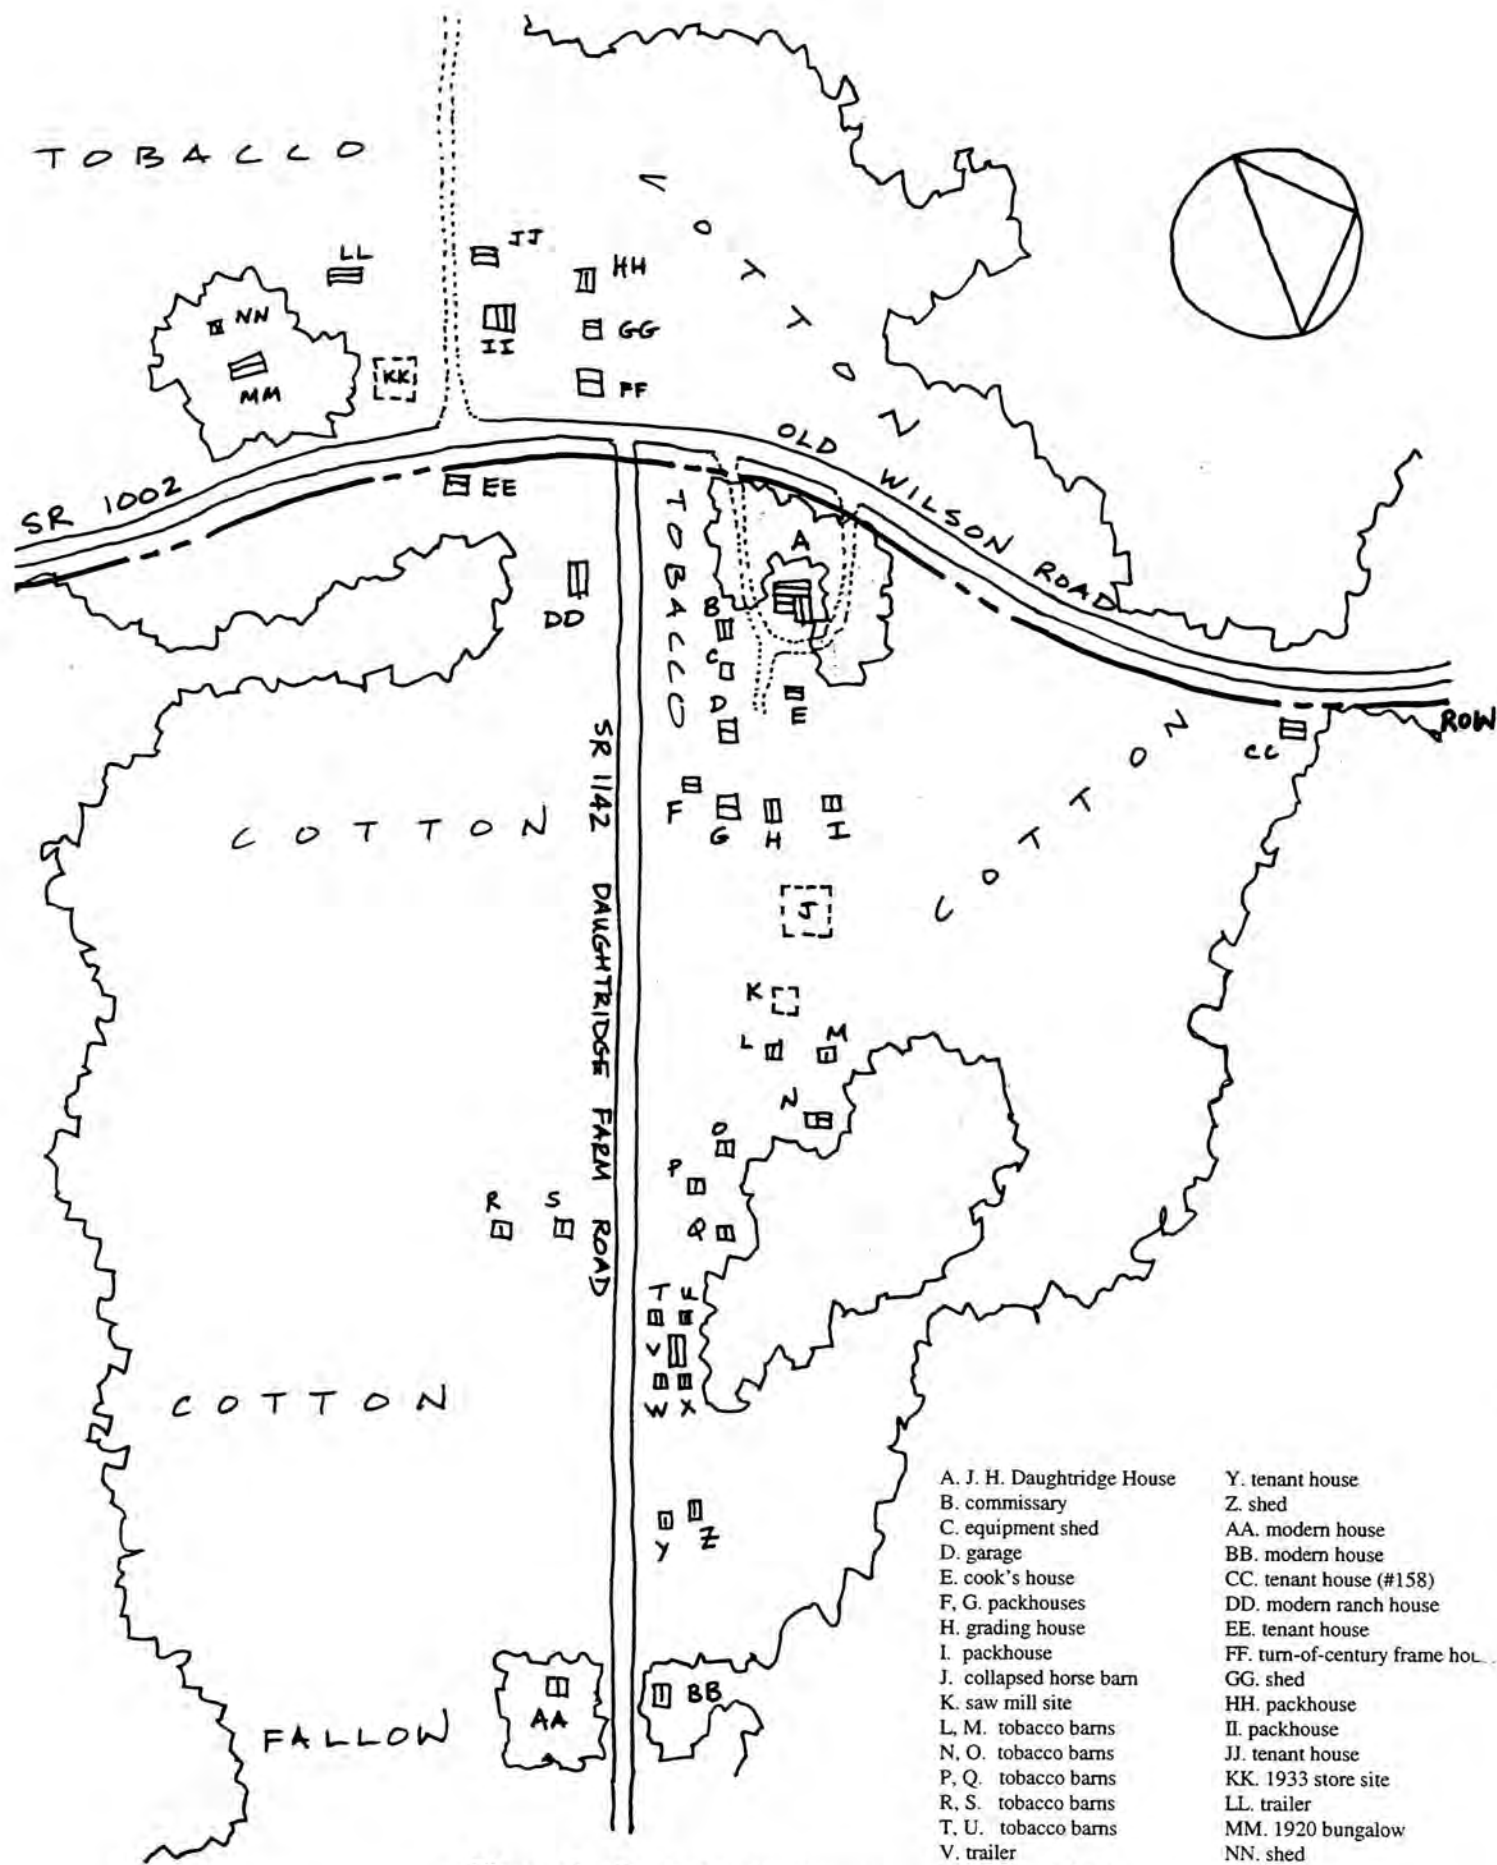 TOBACCO
COTTON
LL
JJ
HH
NN
II
GG
KK
MM
FF
SR 1002
OLD WILSON ROAD
EE
TOBACCO
A
DD
B
C
D
E
SR 1142 DAUGHTRIDGE FARM ROAD
COTTON
ROW
CC
COTTON
F
G
H
I
J
K
L
M
N
O
P
Q
R
S
T
U
V
W
X
COTTON
Y
Z
AA
BB
FALLOW
A. J. H. Daughtridge House
B. commissary
C. equipment shed
D. garage
E. cook's house
F, G. packhouses
H. grading house
I. packhouse
J. collapsed horse barn
K. saw mill site
L, M. tobacco barns
N, O. tobacco barns
P, Q. tobacco barns
R, S. tobacco barns
T, U. tobacco barns
V. trailer
Y. tenant house
Z. shed
AA. modern house
BB. modern house
CC. tenant house (#158)
DD. modern ranch house
EE. tenant house
FF. turn-of-century frame
GG. shed
HH. packhouse
II. packhouse
JJ. tenant house
KK. 1933 store site
LL. trailer
MM. 1920 bungalow
NN. shed